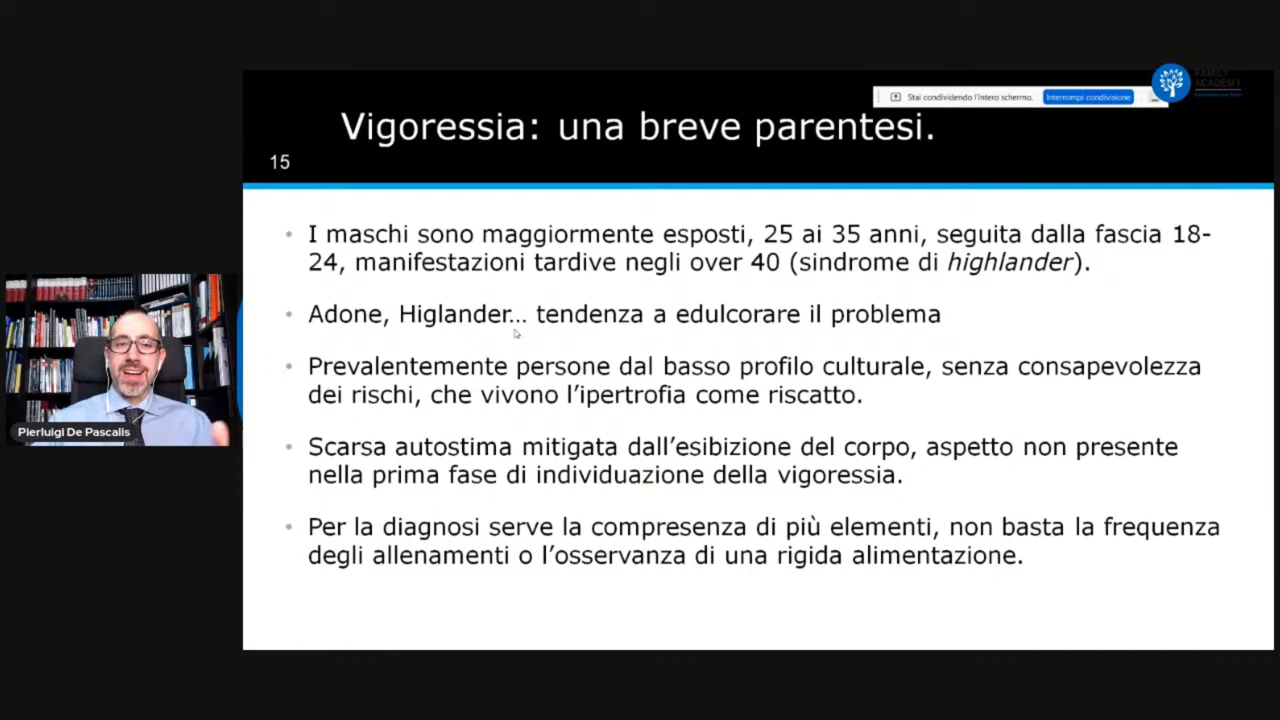 FAMILY
ACADEMY
Stai condividendo l'intero schermo.
Interrompi condivisione
Vigoressia: una breve parentesi.
15
• I maschi sono maggiormente esposti, 25 ai 35 anni, seguita dalla fascia 18-
24, manifestazioni tardive negli over 40 (sindrome di highlander).
• Adone, Higlander… tendenza a edulcorare il problema
• Prevalentemente persone dal basso profilo culturale, senza consapevolezza
dei rischi, che vivono l'ipertrofia come riscatto.
• Scarsa autostima mitigata dall'esibizione del corpo, aspetto non presente
nella prima fase di individuazione della vigoressia.
• Per la diagnosi serve la compresenza di più elementi, non basta la frequenza
degli allenamenti o l'osservanza di una rigida alimentazione.
Pierluigi De Pascalis